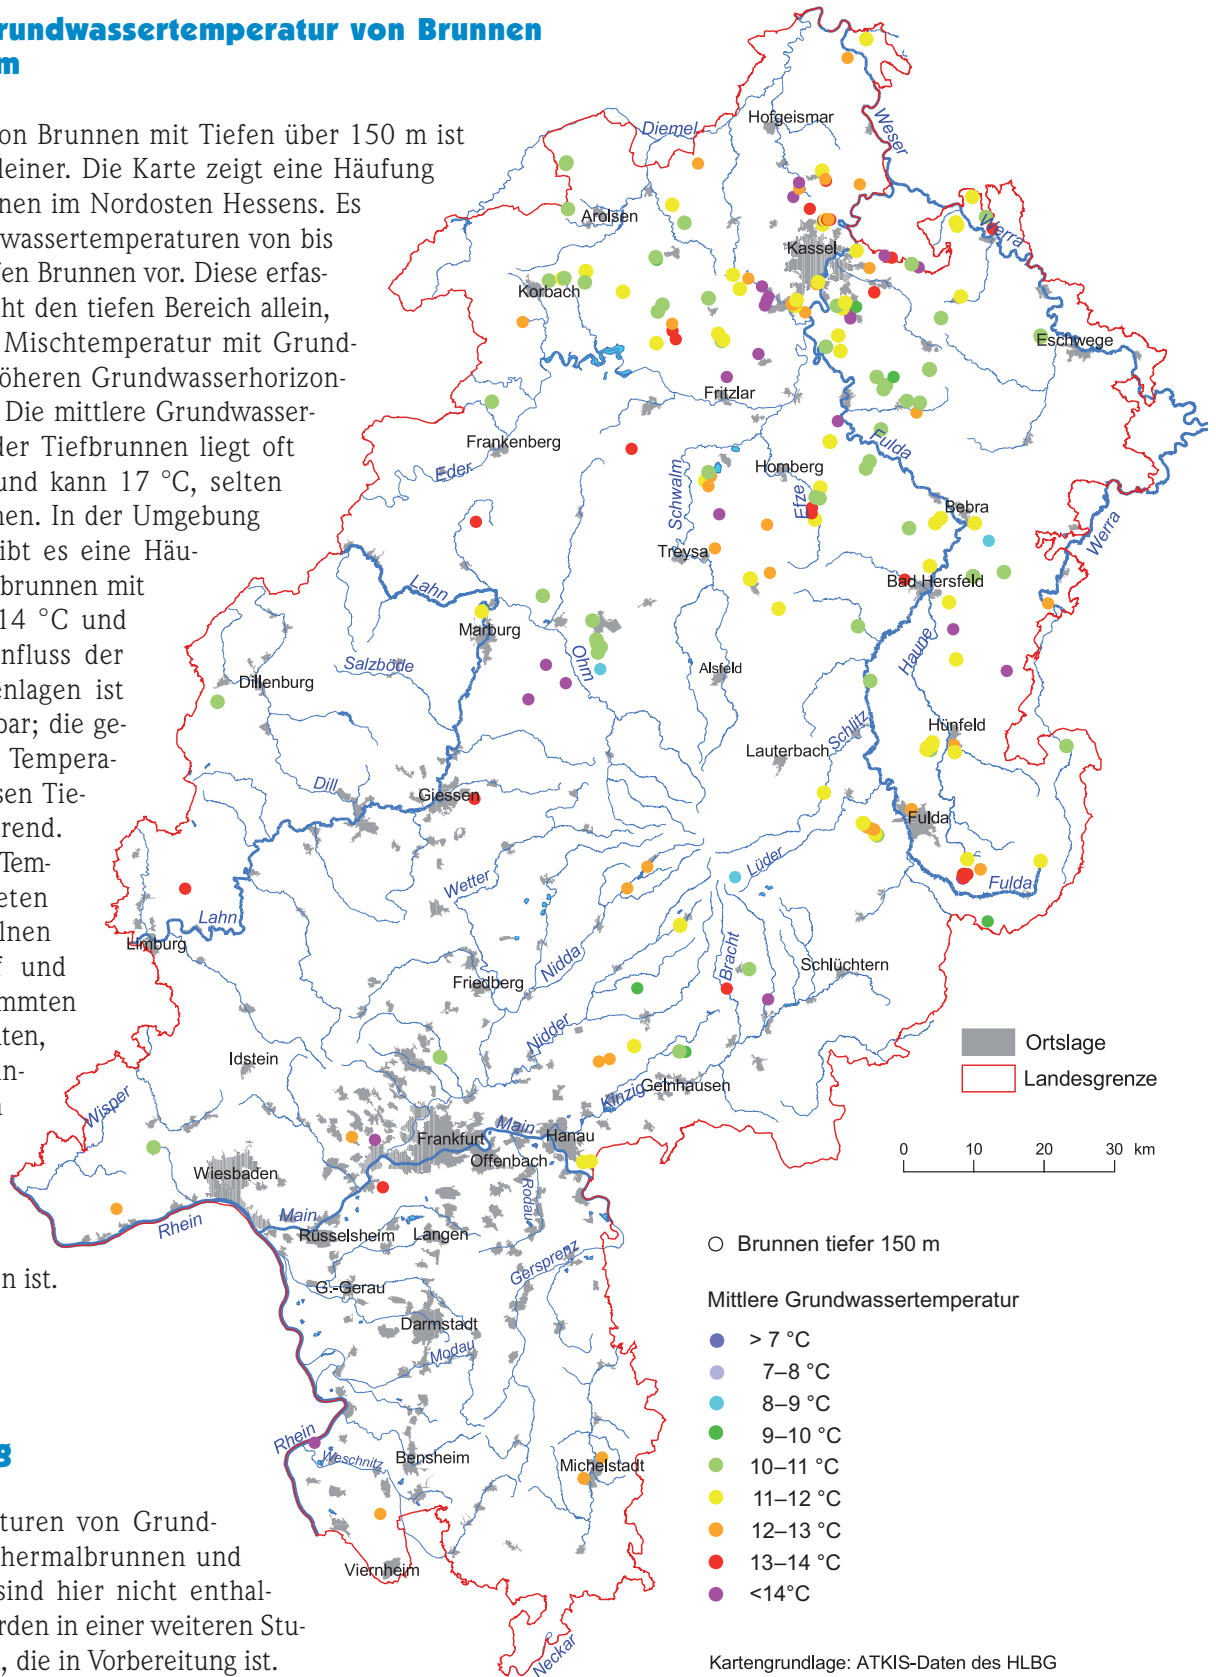 rundwassertemperatur von Brunnen
m
on Brunnen mit Tiefen über 150 m ist
leiner. Die Karte zeigt eine Häufung
nen im Nordosten Hessens. Es
wassertemperaturen von bis
fen Brunnen vor. Diese erfas-
ht den tiefen Bereich allein,
Mischtemperatur mit Grund-
öheren Grundwasserhorizon-
Die mittlere Grundwasser-
der Tiefbrunnen liegt oft
und kann 17 °C, selten
nen. In der Umgebung
ibt es eine Häu-
brunnen mit
14 °C und
influss der
enlagen ist
bar; die ge-
Tempera-
sen Tie-
rend.
Tem-
eten
lnen
f und
mmten
ten,
in-
n ist.
g
turen von Grund-
hermalbrunnen und
sind hier nicht enthal-
rden in einer weiteren Stu-
, die in Vorbereitung ist.
Hofgeismar
Diemel
Weser
Arolsen
Kassel
Werra
Korbach
Eschwege
Fritzlar
Frankenberg
Eder
Fulda
Schwalm
Homberg
Efze
Bebra
Werra
Treysa
Bad Hersfeld
Lahn
Marburg
Ohm
Haune
Salzböde
Dillenburg
Alsfeld
Hünfeld
Schlitz
Lauterbach
Dill
Giessen
Fulda
Lüder
Wetter
Fulda
Lahn
Limburg
Nidda
Bracht
Schlüchtern
Friedberg
Nidder
Idstein
Gelnhausen
Kinzig
Wisper
Main
Frankfurt
Hanau
Offenbach
Wiesbaden
Rodau
Rhein
Main
Rüsselsheim
Langen
Gersprenz
G.-Gerau
Darmstadt
Modau
Rhein
Weschnitz
Bensheim
Michelstadt
Viernheim
Neckar
Ortslage
Landesgrenze
0 10 20 30 km
Brunnen tiefer 150 m
Mittlere Grundwassertemperatur
> 7 °C
7–8 °C
8–9 °C
9–10 °C
10–11 °C
11–12 °C
12–13 °C
13–14 °C
<14°C
Kartengrundlage: ATKIS-Daten des HLBG